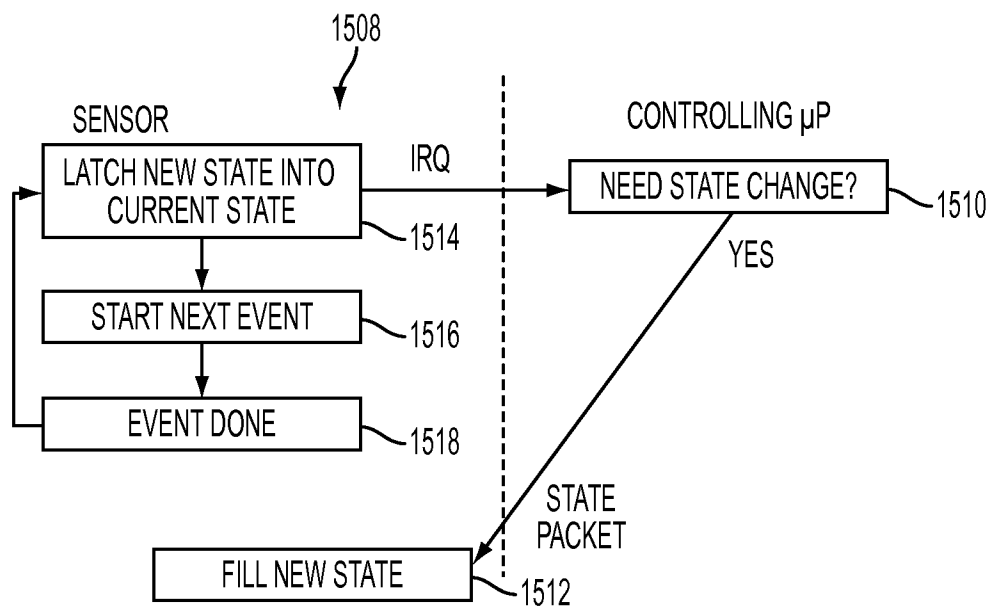 1508
SENSOR
CONTROLLING µP
LATCH NEW STATE INTO
CURRENT STATE
IRQ
NEED STATE CHANGE?
1510
1514
YES
START NEXT EVENT
1516
EVENT DONE
1518
STATE
PACKET
FILL NEW STATE
1512